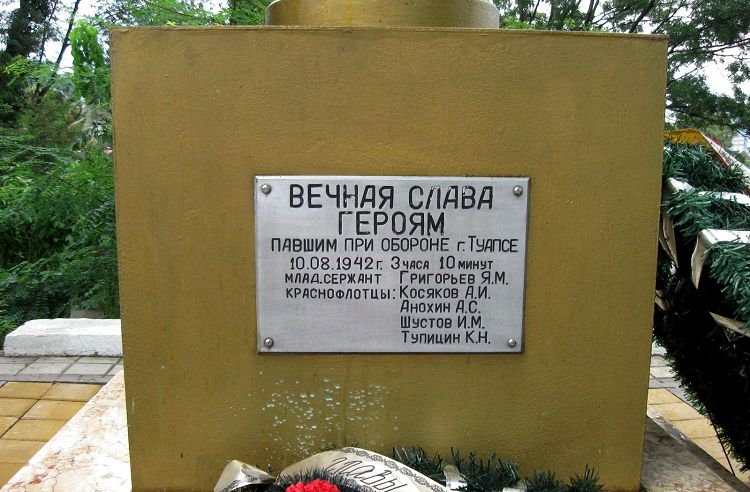 ВЕЧНАЯ СЛАВА
ГЕРОЯМ
ПАВШИМ ПРИ ОБОРОНЕ г. ТУАПСЕ
10.08.1942 г. 3 ЧАСА 10 МИНУТ
МЛАД.СЕРЖАНТ ГРИГОРЬЕВ Я.М.
КРАСНОФЛОТЦЫ: КОСЯКОВ А.И.
АНОХИН А.С.
ШУСТОВ И.М.
ТУПИЦИН К.Н.